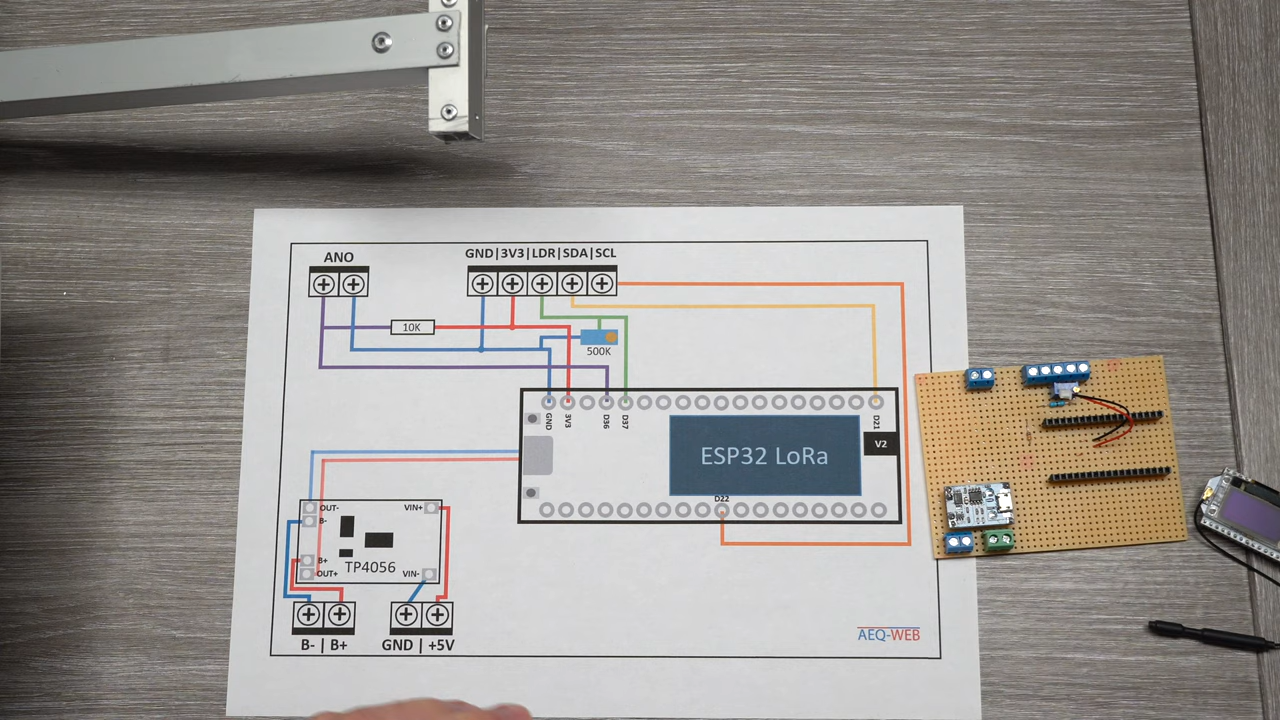 ANO
GND|3V3|LDR|SDA|SCL
10K
500K
GND
3V3
D36
D37
D21
ESP32 LoRa
V2
D22
OUT-
VIN+
B-
B+
OUT+
TP4056
VIN-
B- | B+
GND | +5V
AEQ-WEB